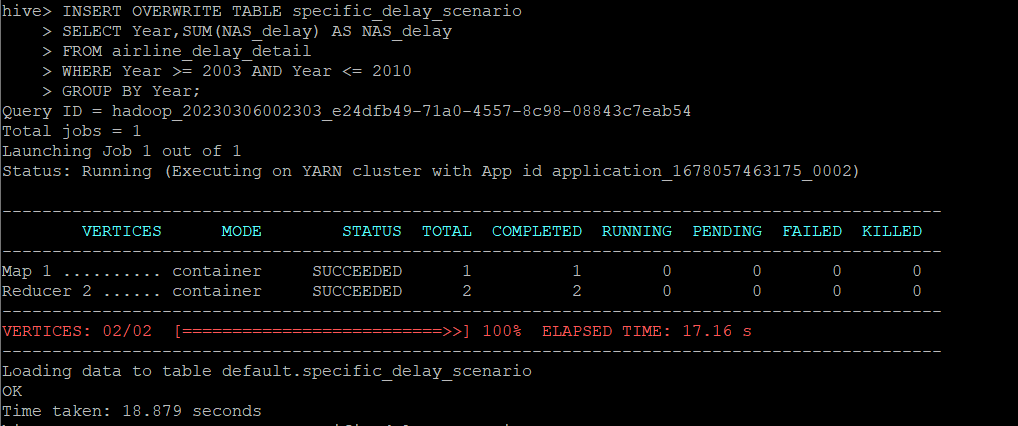 hive> INSERT OVERWRITE TABLE specific_delay_scenario
    > SELECT Year,SUM(NAS_delay) AS NAS_delay
    > FROM airline_delay_detail
    > WHERE Year >= 2003 AND Year <= 2010
    > GROUP BY Year;
Query ID = hadoop_20230306002303_e24dfb49-71a0-4557-8c98-08843c7eab54
Total jobs = 1
Launching Job 1 out of 1
Status: Running (Executing on YARN cluster with App id application_1678057463175_0002)
----------------------------------------------------------------------------------------------
        VERTICES      MODE        STATUS  TOTAL  COMPLETED  RUNNING  PENDING  FAILED  KILLED
----------------------------------------------------------------------------------------------
Map 1 .......... container     SUCCEEDED      1          1        0        0       0       0
Reducer 2 ...... container     SUCCEEDED      2          2        0        0       0       0
----------------------------------------------------------------------------------------------
VERTICES: 02/02  [==========================>>] 100%  ELAPSED TIME: 17.16 s
----------------------------------------------------------------------------------------------
Loading data to table default.specific_delay_scenario
OK
Time taken: 18.879 seconds